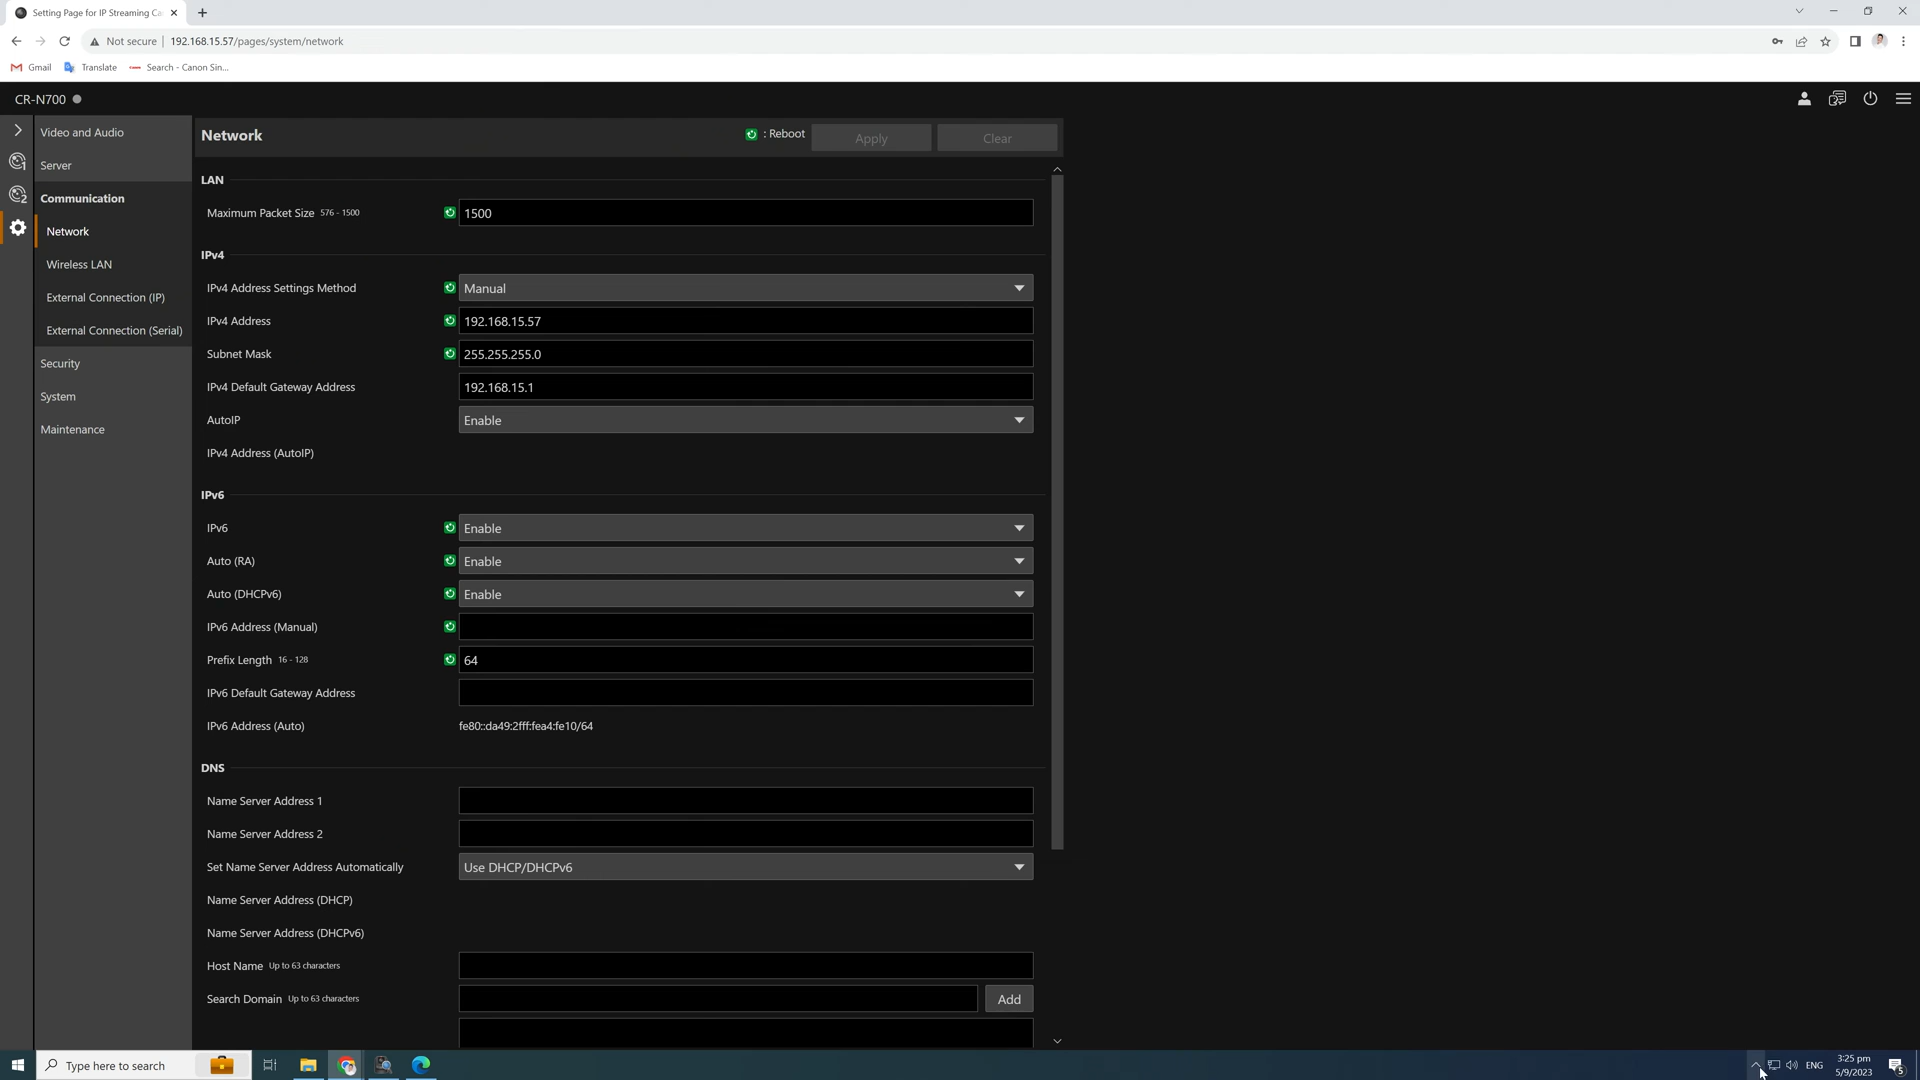 Setting Page for IP Streaming Ca
Not secure
192.168.15.57/pages/system/network
Gmail
Translate
Search - Canon Sin...
CR-N700
Video and Audio
Server
Communication
Network
Wireless LAN
External Connection (IP)
External Connection (Serial)
Security
System
Maintenance
Network
: Reboot
Apply
Clear
LAN
Maximum Packet Size 576 - 1500
1500
IPv4
IPv4 Address Settings Method
Manual
IPv4 Address
192.168.15.57
Subnet Mask
255.255.255.0
IPv4 Default Gateway Address
192.168.15.1
AutoIP
Enable
IPv4 Address (AutoIP)
IPv6
IPv6
Enable
Auto (RA)
Enable
Auto (DHCPv6)
Enable
IPv6 Address (Manual)
Prefix Length 16 - 128
64
IPv6 Default Gateway Address
IPv6 Address (Auto)
fe80::da49:2fff:fea4:fe10/64
DNS
Name Server Address 1
Name Server Address 2
Set Name Server Address Automatically
Use DHCP/DHCPv6
Name Server Address (DHCP)
Name Server Address (DHCPv6)
Host Name Up to 63 characters
Search Domain Up to 63 characters
Add
Type here to search
ENG
3:25 pm
5/9/2023
5